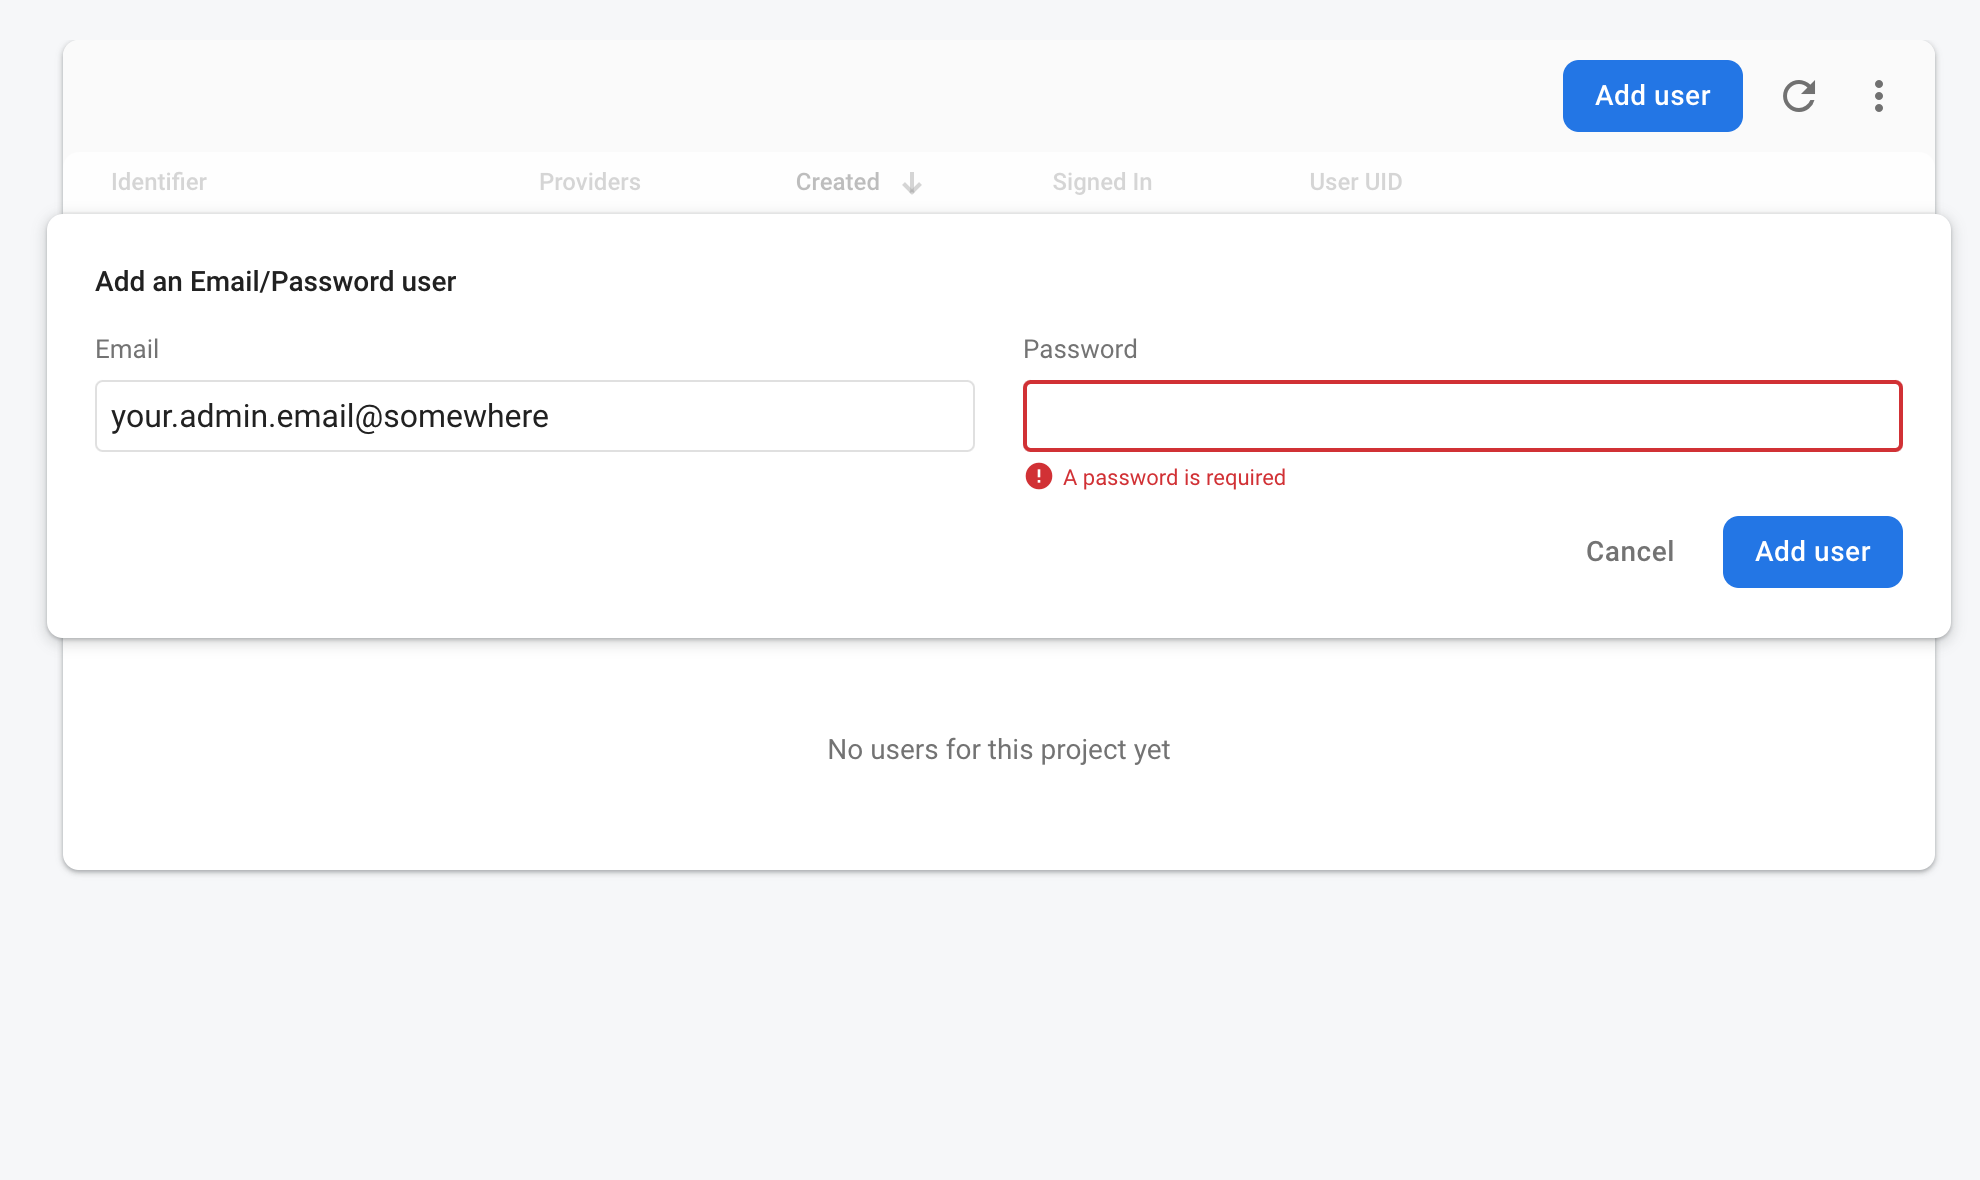 Add user
Identifier Providers Created Signed In User UID
Add an Email/Password user
Email Password
your.admin.email@somewhere
A password is required
Cancel Add user
No users for this project yet